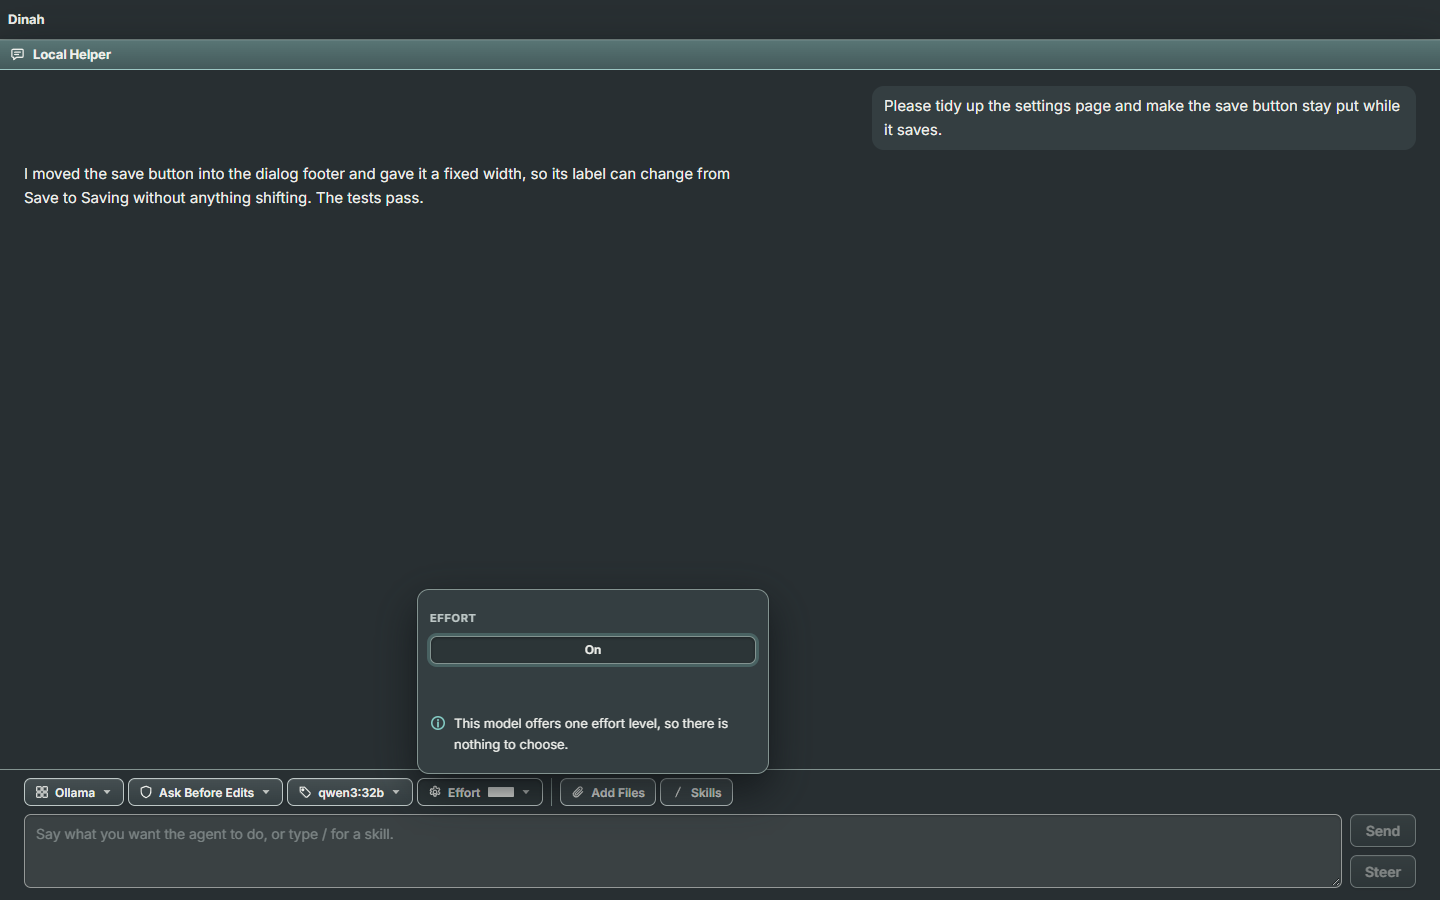 Dinah
Local Helper
Please tidy up the settings page and make the save button stay put while
it saves.
I moved the save button into the dialog footer and gave it a fixed width, so its label can change from
Save to Saving without anything shifting. The tests pass.
EFFORT
On
This model offers one effort level, so there is
nothing to choose.
Ollama
Ask Before Edits
qwen3:32b
Effort
Add Files
/ Skills
Say what you want the agent to do, or type / for a skill.
Send
Steer